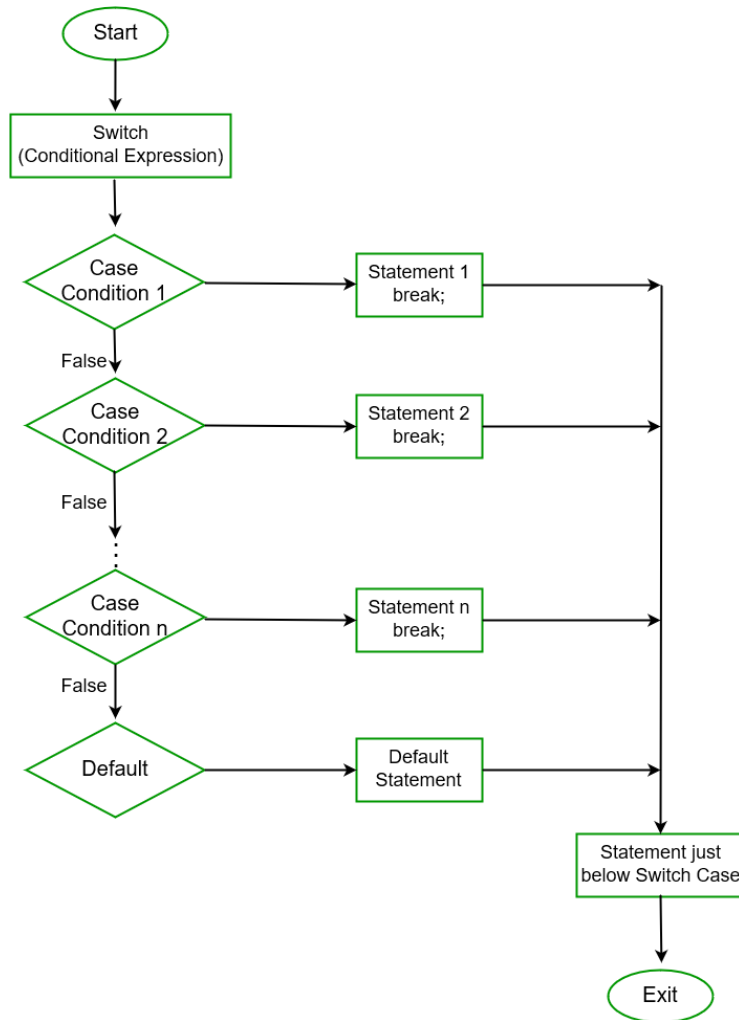 Start
Switch
(Conditional Expression)
Case
Condition 1
Statement 1
break;
False
Case
Condition 2
Statement 2
break;
False
Case
Condition n
Statement n
break;
False
Default
Default
Statement
Statement just
below Switch Case
Exit